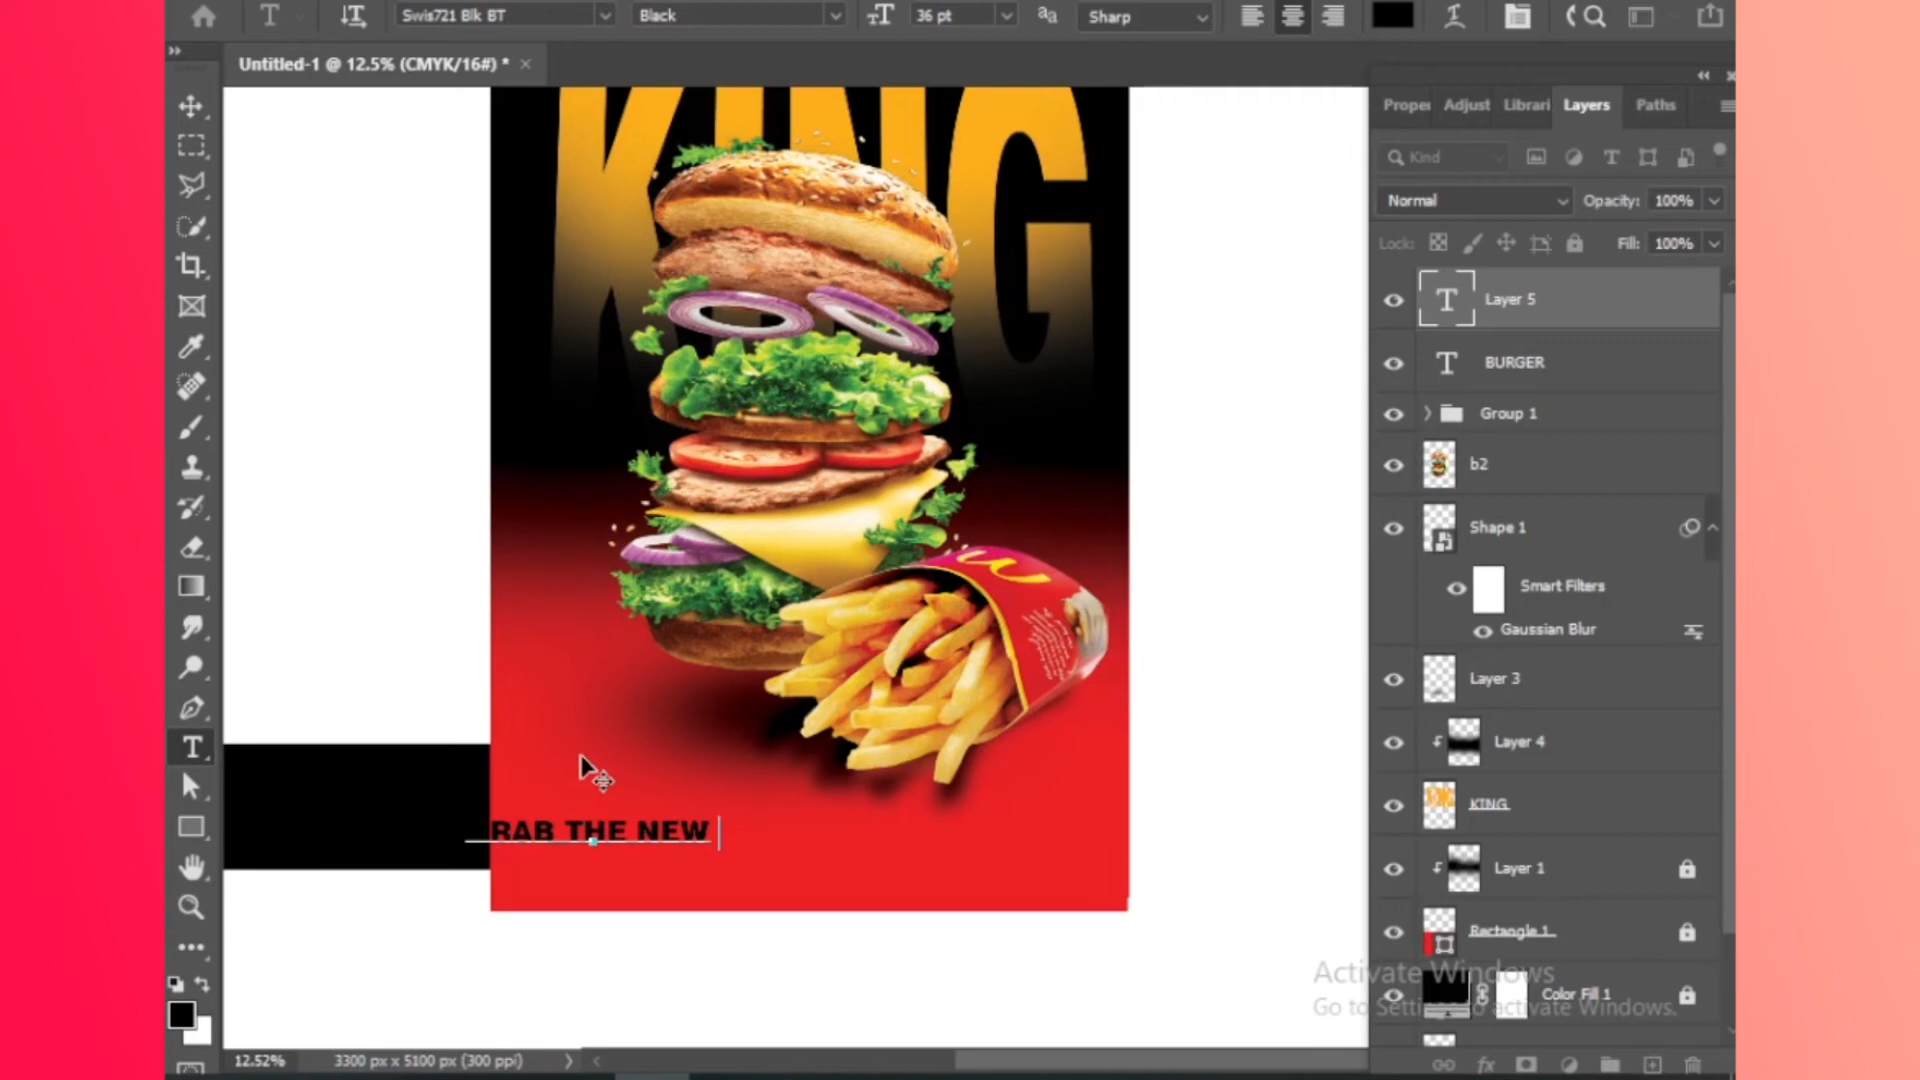 Swis721 Blk BT Black 36 pt Sharp
Untitled-1 @ 12.5% (CMYK/16#) *
Proper Adjust Librari Layers Paths
Kind
Normal Opacity: 100%
Lock: Fill: 100%
Layer 5
BURGER
Group 1
b2
Shape 1
Smart Filters
Gaussian Blur
Layer 3
Layer 4
KING
Layer 1
Rectangle 1
Color Fill 1
KING
RAB THE NEW
Activate Windows
Go to Settings to activate Windows.
12.52% 3300 px x 5100 px (300 ppi)